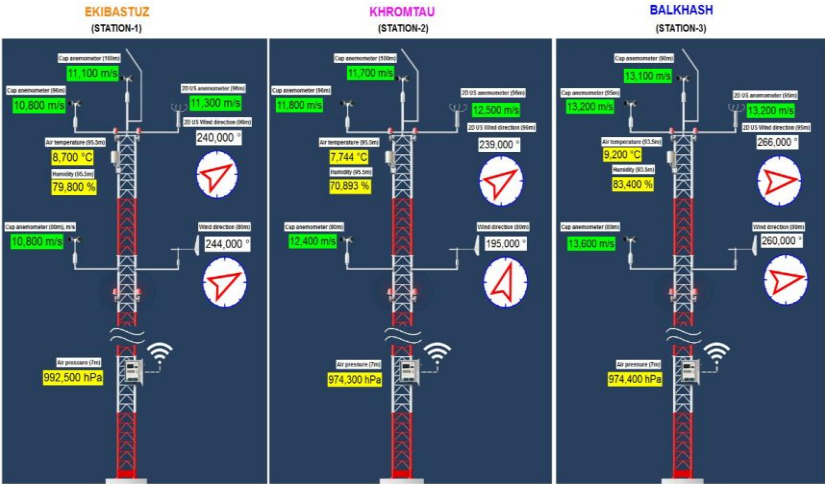 EKIBASTUZ
(STATION-1)
Cup anemometer (100m)
11,100 m/s
Cup anemometer (96m)
10,800 m/s
2D US anemometer (96m)
11,300 m/s
2D US Wind direction (96m)
240,000 °
Air temperature (95.5m)
8,700 °C
Humidity (95.5m)
79,800 %
Cup anemometer (80m), m/s
10,800 m/s
Wind direction (80m)
244,000 °
Air pressure (7m)
992,500 hPa
KHROMTAU
(STATION-2)
Cup anemometer (100m)
11,700 m/s
Cup anemometer (96m)
11,800 m/s
2D US anemometer (96m)
12,500 m/s
2D US Wind direction (96m)
239,000 °
Air temperature (95.5m)
7,744 °C
Humidity (95.5m)
70,893 %
Cup anemometer (80m)
12,400 m/s
Wind direction (80m)
195,000 °
Air pressure (7m)
974,300 hPa
BALKHASH
(STATION-3)
Cup anemometer (98m)
13,100 m/s
Cup anemometer (95m)
13,200 m/s
2D US anemometer (95m)
13,200 m/s
2D US Wind direction (95m)
266,000 °
Air temperature (93.5m)
9,200 °C
Humidity (93.5m)
83,400 %
Cup anemometer (80m)
13,600 m/s
Wind direction (80m)
260,000 °
Air pressure (7m)
974,400 hPa